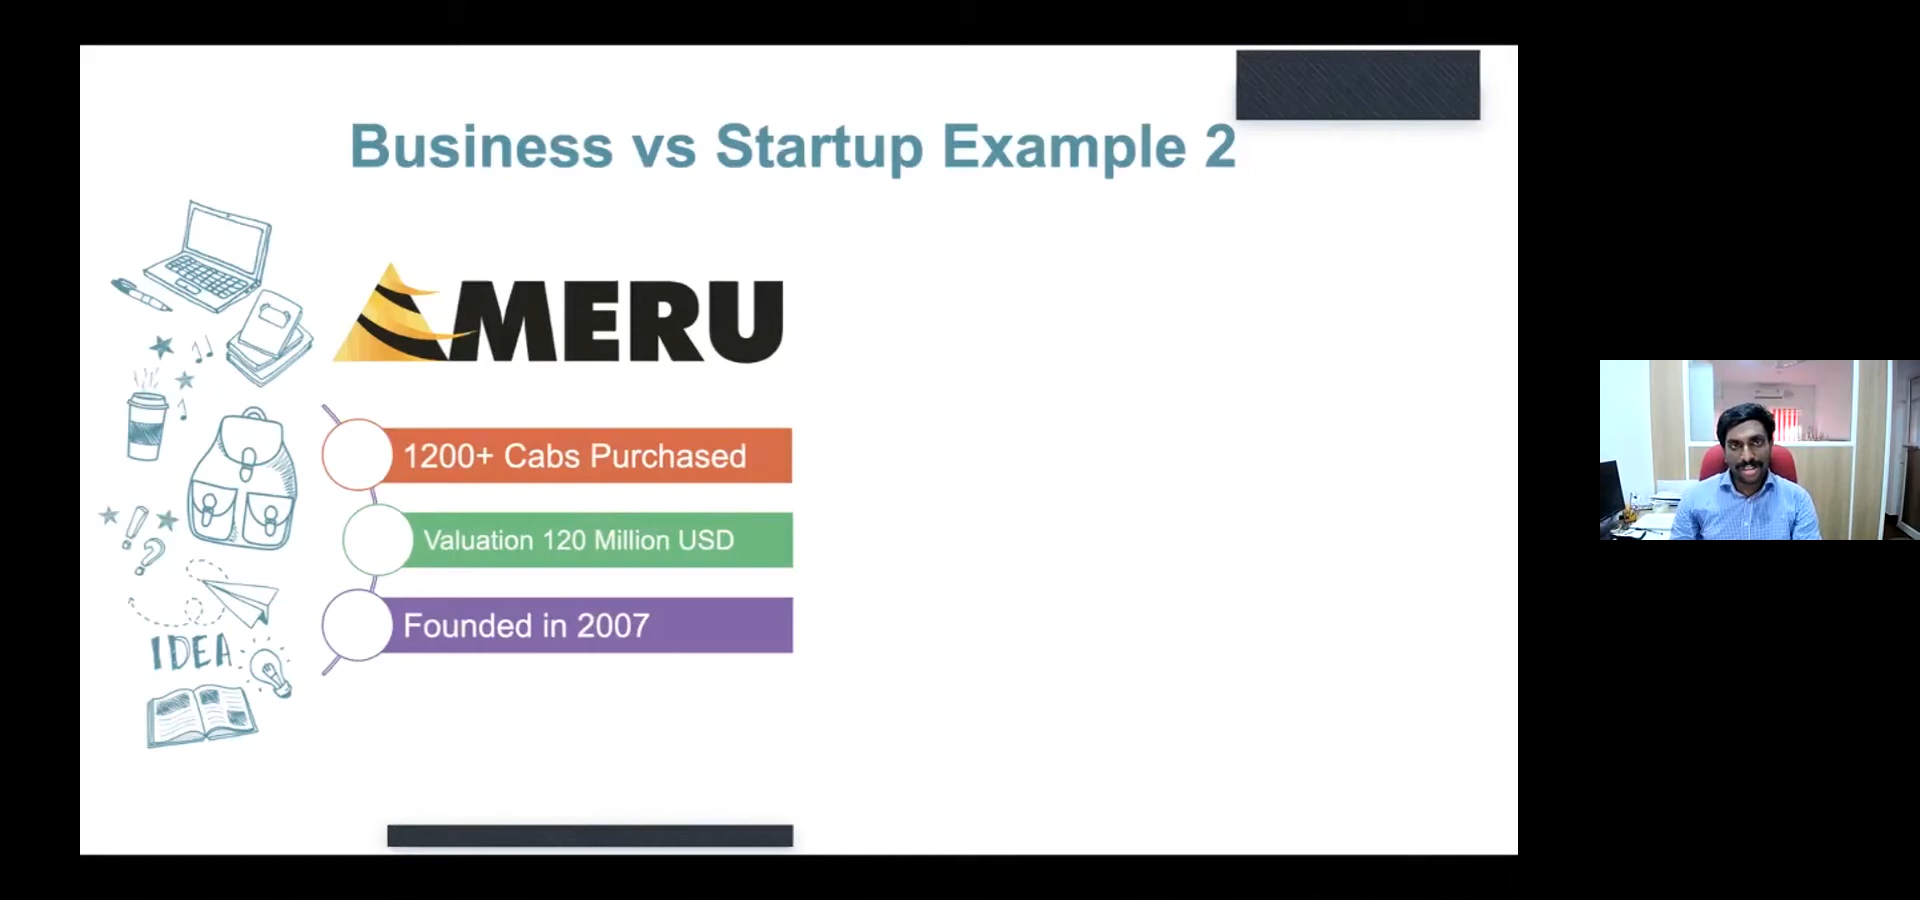 Business vs Startup Example 2
MERU
1200+ Cabs Purchased
Valuation 120 Million USD
Founded in 2007
IDEA